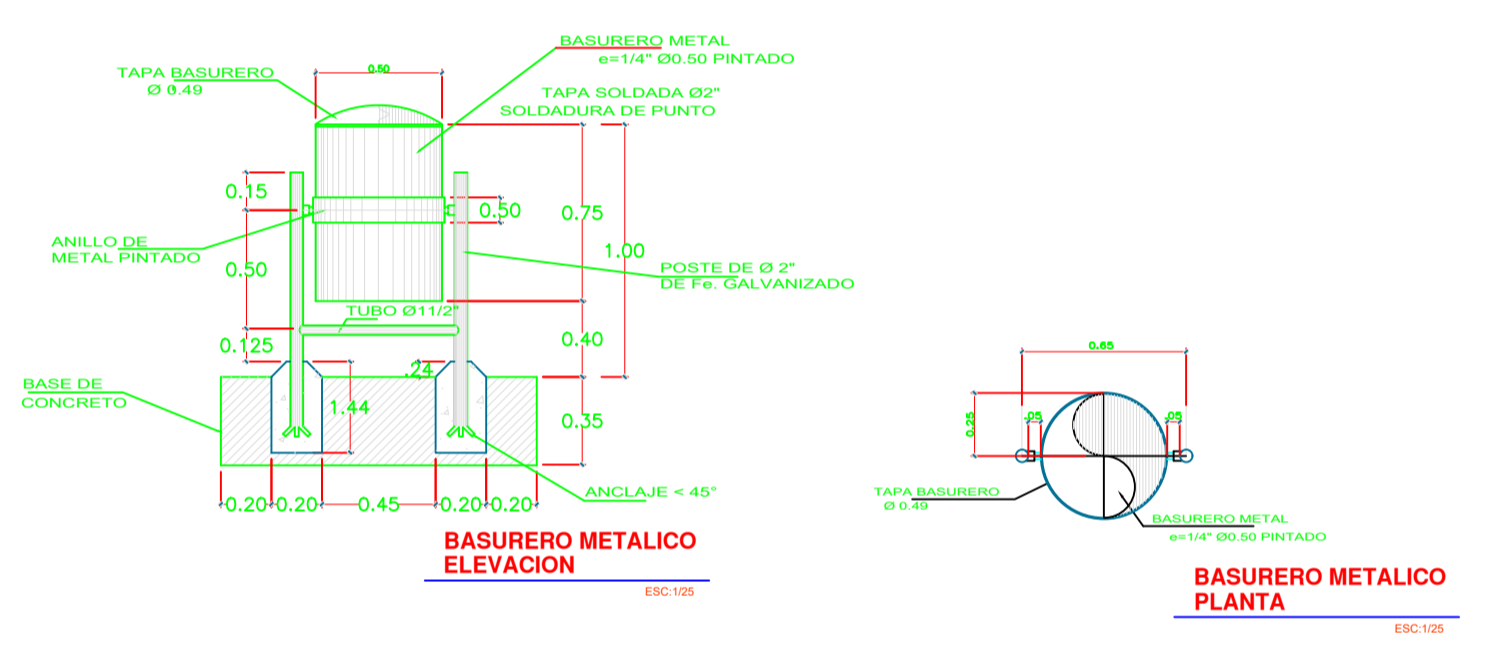 BASURERO METAL
e=1/4" Ø0.50 PINTADO
TAPA BASURERO
Ø 0.49
0.50
TAPA SOLDADA Ø2"
SOLDADURA DE PUNTO
0.15
0.50
0.75
1.00
ANILLO DE
METAL PINTADO
0.50
POSTE DE Ø 2"
DE Fe. GALVANIZADO
TUBO Ø11/2"
0.125
0.40
.24
BASE DE
CONCRETO
1.44
0.35
ANCLAJE < 45°
0.20 0.20 0.45 0.20 0.20
BASURERO METALICO
ELEVACION
ESC:1/25
0.65
0.25
.05
.05
TAPA BASURERO
Ø 0.49
BASURERO METAL
e=1/4" Ø0.50 PINTADO
BASURERO METALICO
PLANTA
ESC:1/25